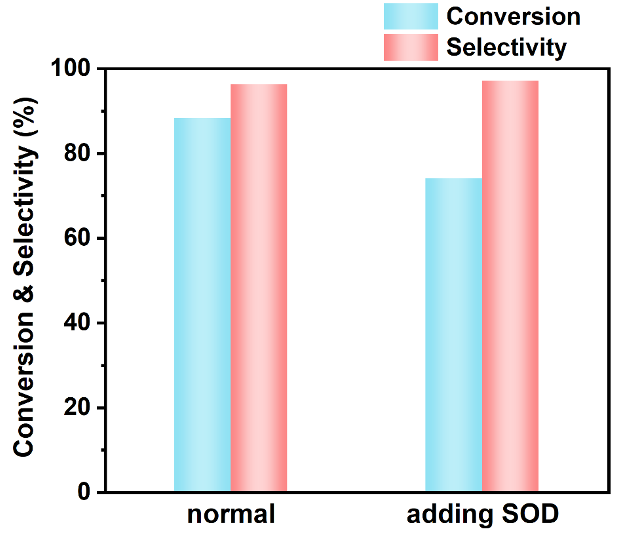 Conversion
Selectivity
Conversion & Selectivity (%)
100
80
60
40
20
0
normal
adding SOD